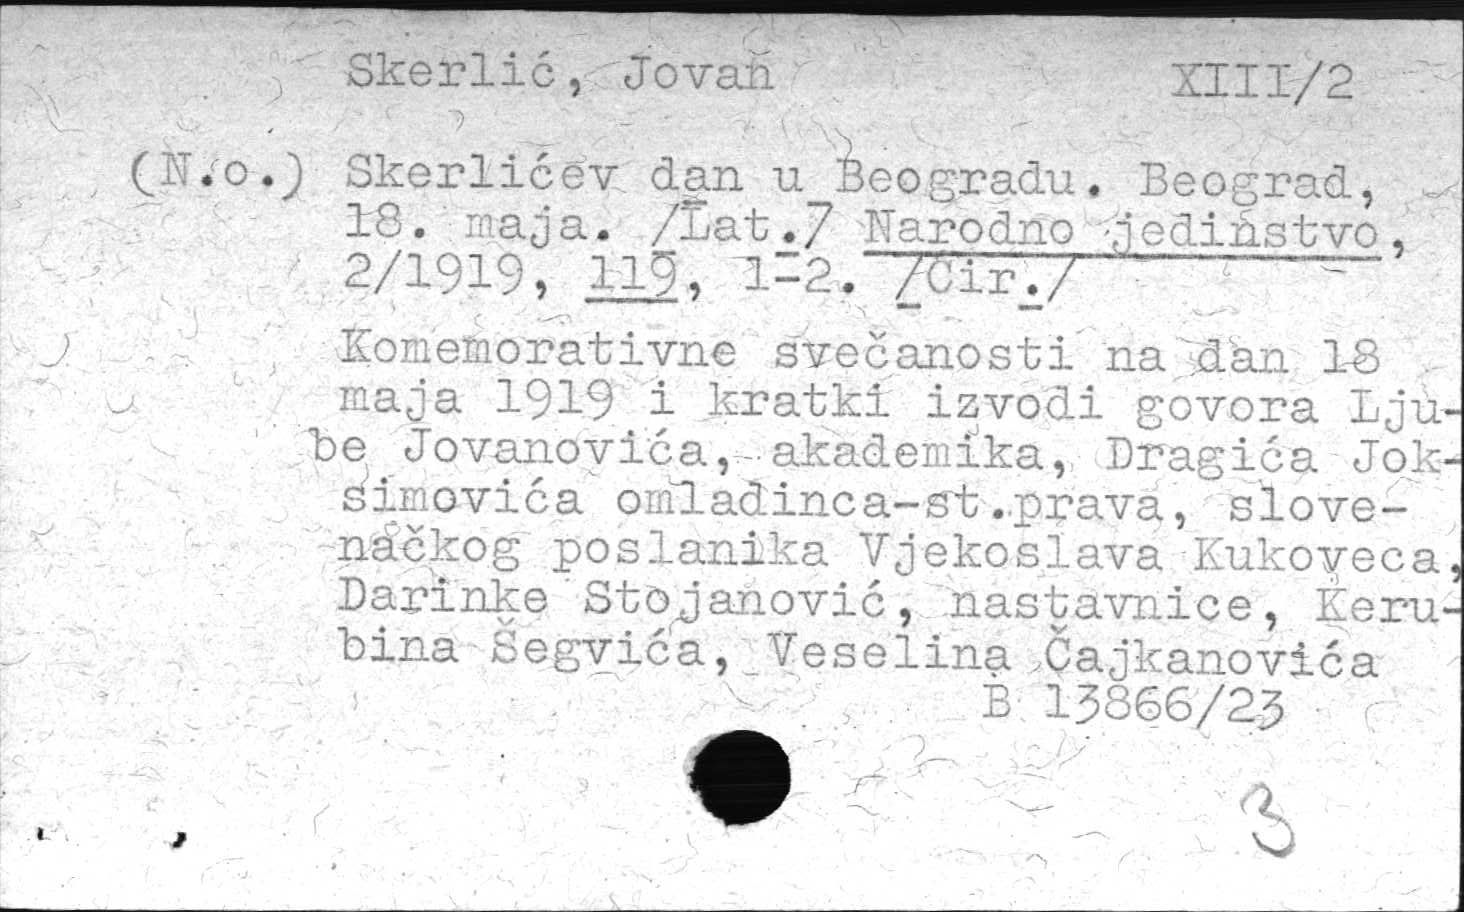 Skerlić, Jovan XIII/2
(N.o.) Skerlićev dan u Beogradu. Beograd,
18. maja. /Lat./ Narodno jedinstvo,
2/1919, 119, 1-2. /Ćir./
Komemorativne svečanosti na dan 18
maja 1919 i kratki izvodi govora Lju-
be Jovanovića, akademika, Dragića Jok-
simovića omladinca-st.prava, slove-
načkog poslanika Vjekoslava Kukoveca,
Darinke Stojanović, nastavnice, Keru-
bina Šegvića, Veselina Čajkanovića
B 13866/23
3